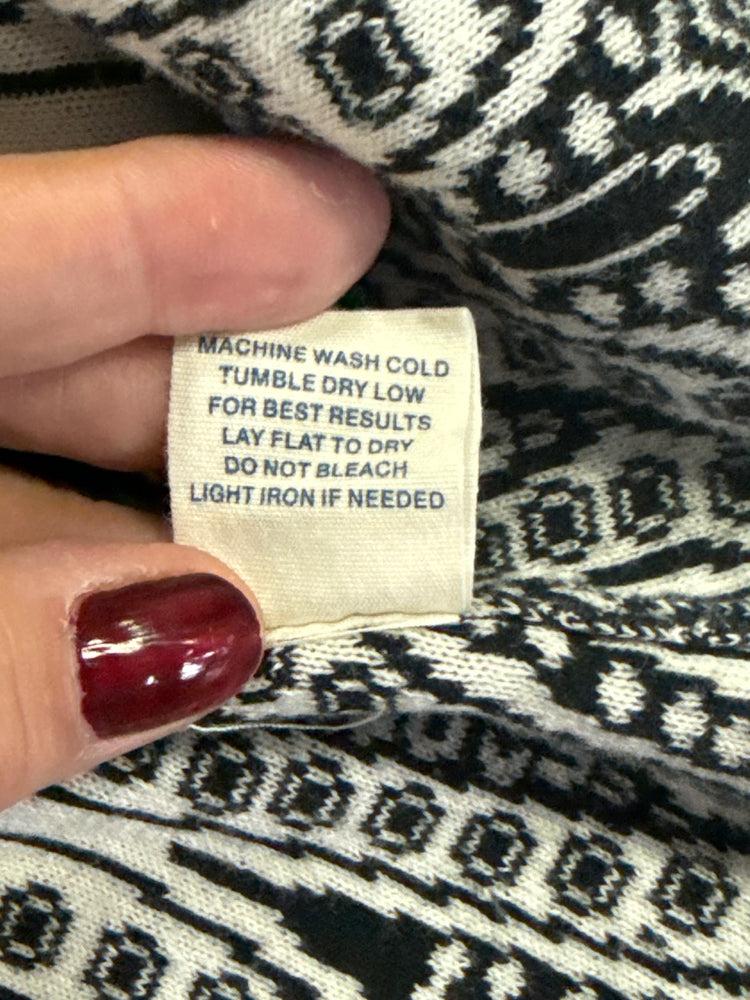 MACHINE WASH COLD
TUMBLE DRY LOW
FOR BEST RESULTS
LAY FLAT TO DRY
DO NOT BLEACH
LIGHT IRON IF NEEDED